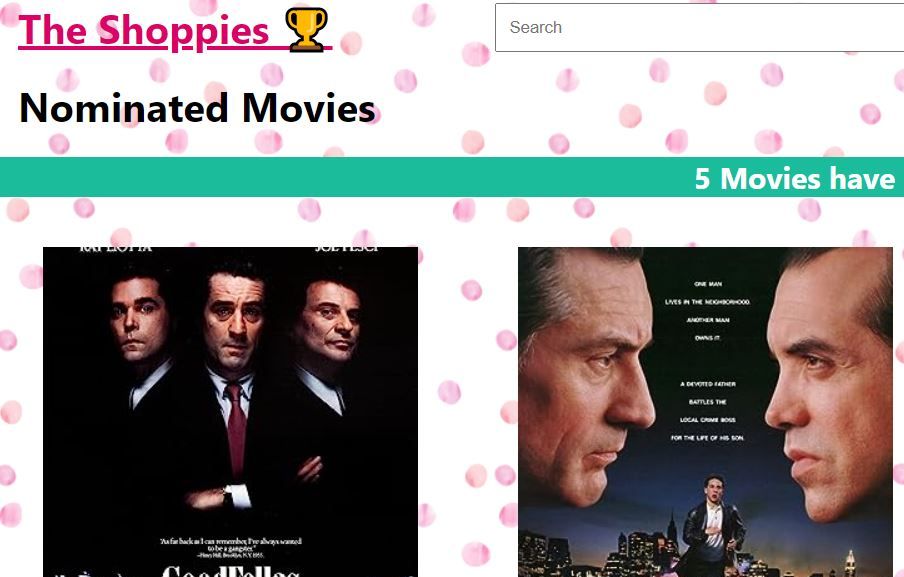 The Shoppies 🏆
Search
Nominated Movies
5 Movies have
RAY LIOTTA
JOE PESCI
ONE MAN
LIVES IN THE NEIGHBORHOOD.
ANOTHER MAN
OWNS IT.
A DEVOTED FATHER
BATTLES THE
LOCAL CRIME BOSS
FOR THE LIFE OF HIS SON.
"As far back as I can remember, I've always wanted
to be a gangster."
—Henry Hill, Brooklyn, N.Y. 1955.
GoodFellas